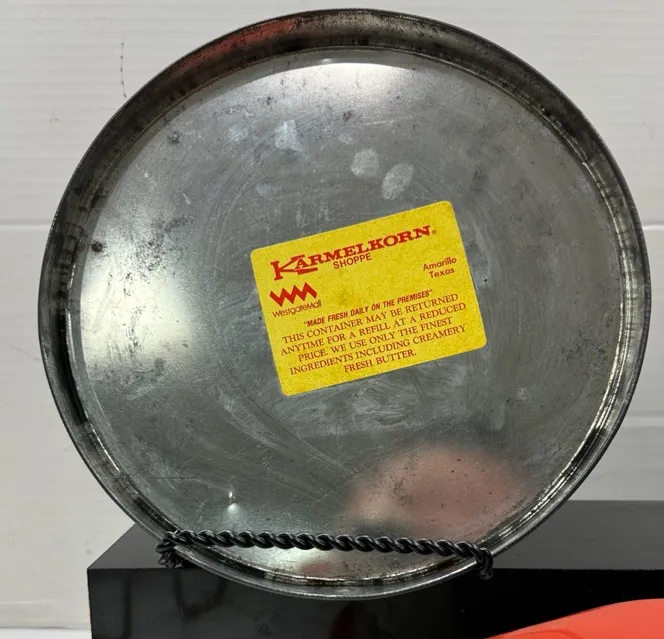 KARMELKORN®
SHOPPE
Amarillo
Texas
WestgateMall
"MADE FRESH DAILY ON THE PREMISES"
THIS CONTAINER MAY BE RETURNED
ANYTIME FOR A REFILL AT A REDUCED
PRICE. WE USE ONLY THE FINEST
INGREDIENTS INCLUDING CREAMERY
FRESH BUTTER.